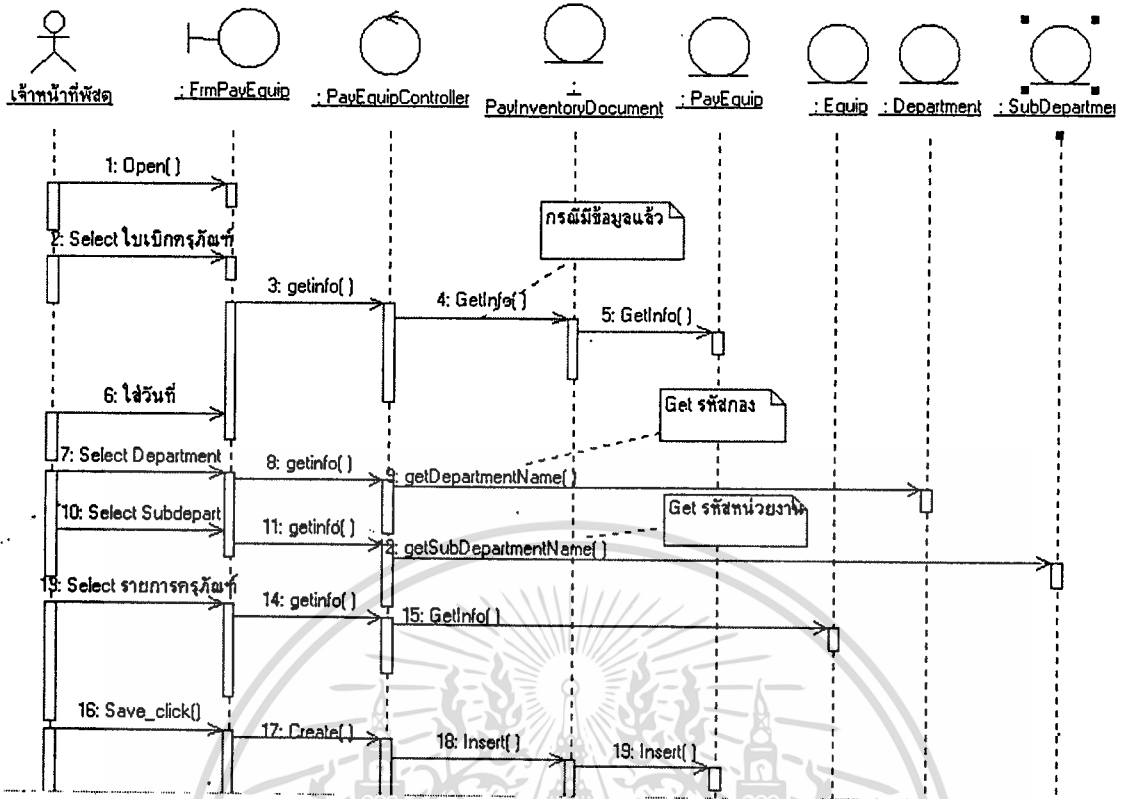 เจ้าหน้าที่พัสดุ
: FrmPayEquip
: PayEquipController
:
PayInventoryDocument
: PayEquip
: Equip
: Department
: SubDepartmer
1: Open( )
กรณีมีข้อมูลแล้ว
2: Select ใบเบิกครุภัณฑ์
3: getinfo( )
4: GetInfo( )
5: GetInfo( )
6: ใส่วันที่
Get รหัสกอง
7: Select Department
8: getinfo( )
9: getDepartmentName( )
Get รหัสหน่วยงาน
10: Select Subdepart
11: getinfo( )
2: getSubDepartmentName( )
13: Select รายการครุภัณฑ์
14: getinfo( )
15: GetInfo( )
16: Save_click()
17: Create( )
18: Insert( )
19: Insert( )